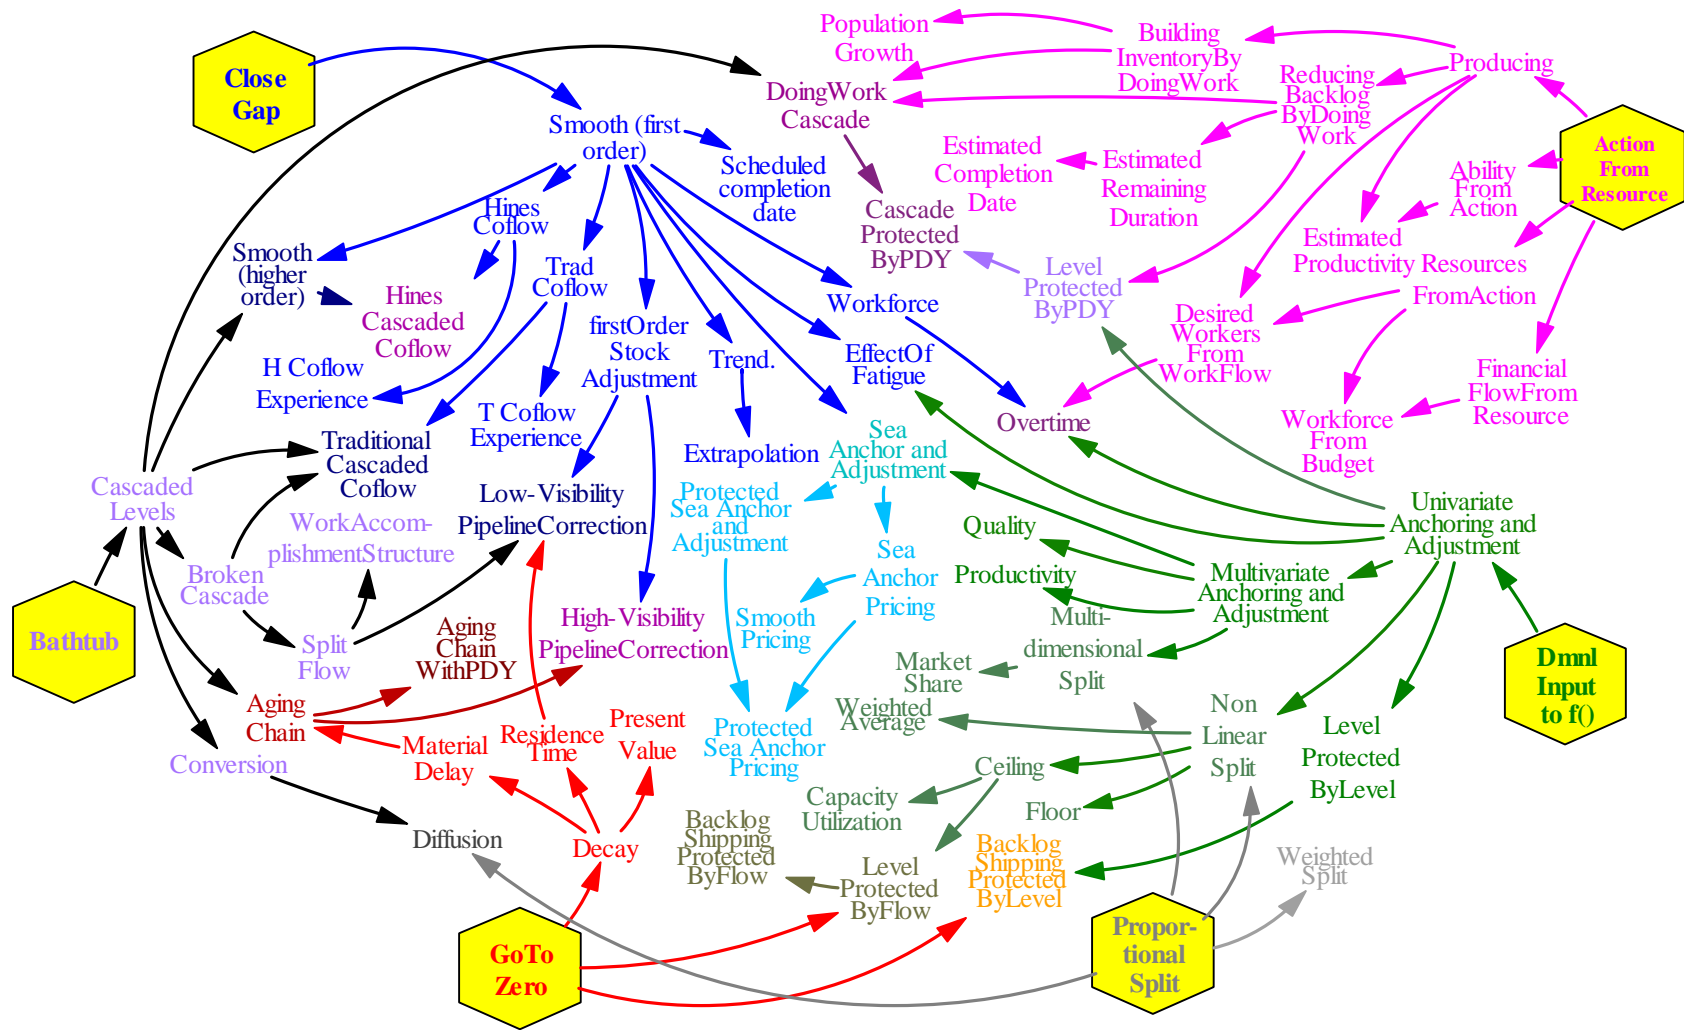 Close
Gap
Population
Growth
Building
InventoryBy
DoingWork
Producing
Reducing
Backlog
ByDoing
Work
DoingWork
Cascade
Action
From
Resource
Smooth (first
order)
Scheduled
completion
date
Estimated
Completion
Date
Estimated
Remaining
Duration
Ability
From
Action
Cascade
Protected
ByPDY
Hines
Coflow
Smooth
(higher
order)
Trad
Coflow
Level
Protected
ByPDY
Estimated
Productivity
Resources
FromAction
Hines
Cascaded
Coflow
firstOrder
Stock
Adjustment
Workforce
Desired
Workers
From
WorkFlow
Trend.
EffectOf
Fatigue
Financial
FlowFrom
Resource
H Coflow
Experience
T Coflow
Experience
Overtime
Workforce
From
Budget
Traditional
Cascaded
Coflow
Extrapolation
Sea
Anchor and
Adjustment
Cascaded
Levels
Low-Visibility
PipelineCorrection
Protected
Sea Anchor
and
Adjustment
Univariate
Anchoring and
Adjustment
WorkAccom-
plishmentStructure
Quality
Sea
Anchor
Pricing
Broken
Cascade
Productivity
Multivariate
Anchoring and
Adjustment
Bathtub
Split
Flow
Aging
Chain
WithPDY
High-Visibility
PipelineCorrection
Smooth
Pricing
Multi-
dimensional
Split
Market
Share
Dmnl
Input
to f()
Aging
Chain
Weighted
Average
Non
Linear
Split
Level
Protected
ByLevel
Conversion
Material
Delay
Residence
Time
Present
Value
Protected
Sea Anchor
Pricing
Ceiling
Capacity
Utilization
Floor
Diffusion
Decay
Backlog
Shipping
Protected
ByFlow
Level
Protected
ByFlow
Backlog
Shipping
Protected
ByLevel
Weighted
Split
GoTo
Zero
Propor-
tional
Split